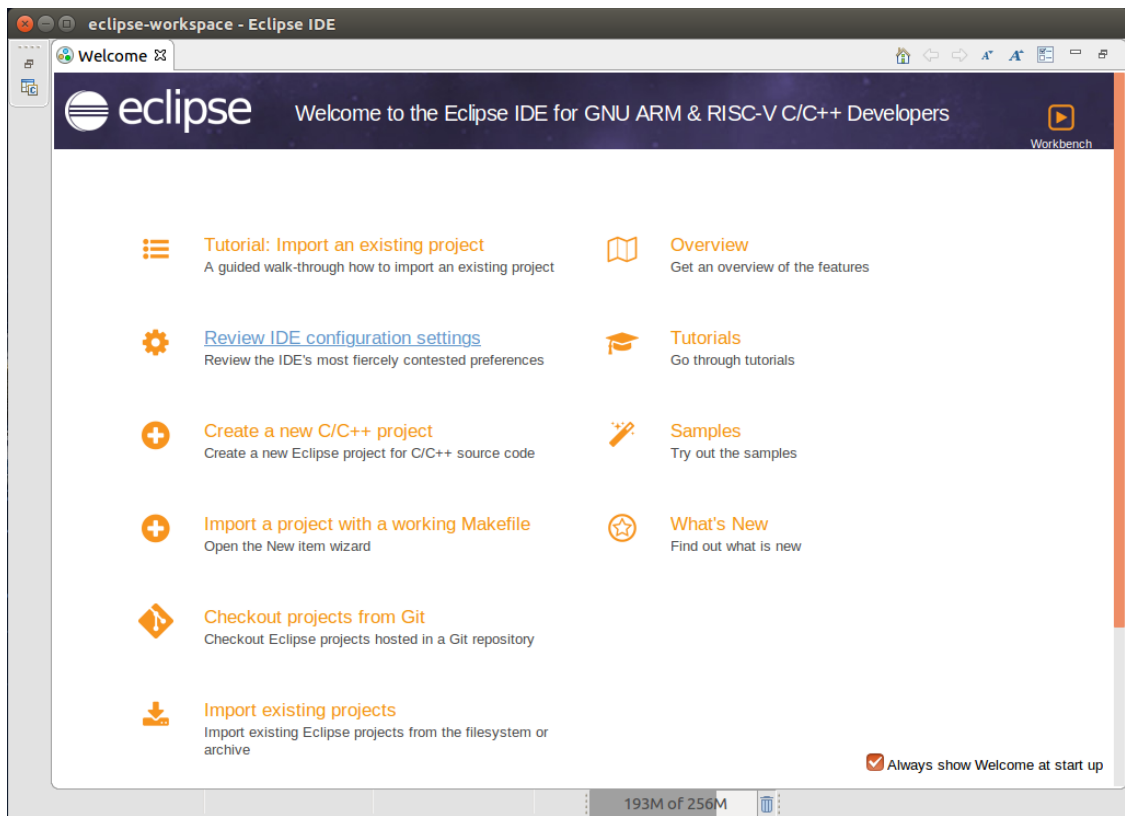 eclipse-workspace - Eclipse IDE
Welcome
eclipse
Welcome to the Eclipse IDE for GNU ARM & RISC-V C/C++ Developers
Workbench
Tutorial: Import an existing project
A guided walk-through how to import an existing project
Overview
Get an overview of the features
Review IDE configuration settings
Review the IDE's most fiercely contested preferences
Tutorials
Go through tutorials
Create a new C/C++ project
Create a new Eclipse project for C/C++ source code
Samples
Try out the samples
Import a project with a working Makefile
Open the New item wizard
What's New
Find out what is new
Checkout projects from Git
Checkout Eclipse projects hosted in a Git repository
Import existing projects
Import existing Eclipse projects from the filesystem or
archive
Always show Welcome at start up
193M of 256M